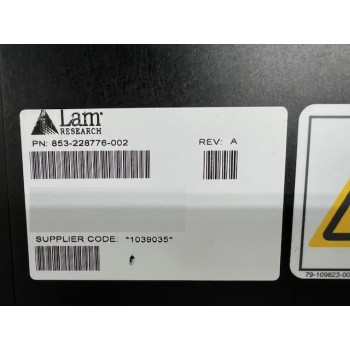 Lam
RESEARCH
PN: 853-228776-002
REV: A
SUPPLIER CODE: "1039035"
79-109823-00